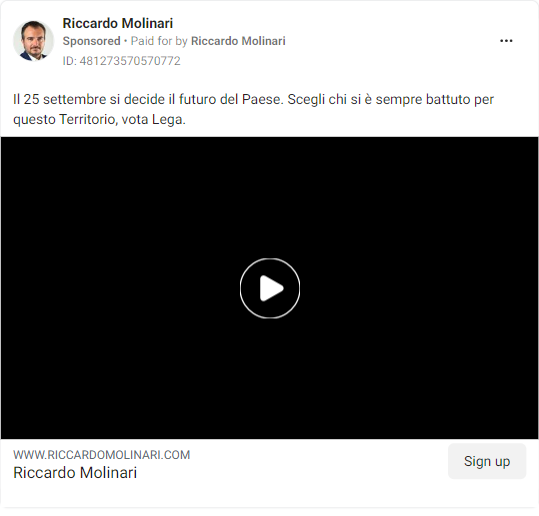 Riccardo Molinari
Sponsored • Paid for by Riccardo Molinari
ID: 481273570570772
Il 25 settembre si decide il futuro del Paese. Scegli chi si è sempre battuto per
questo Territorio, vota Lega.
WWW.RICCARDOMOLINARI.COM
Riccardo Molinari
Sign up